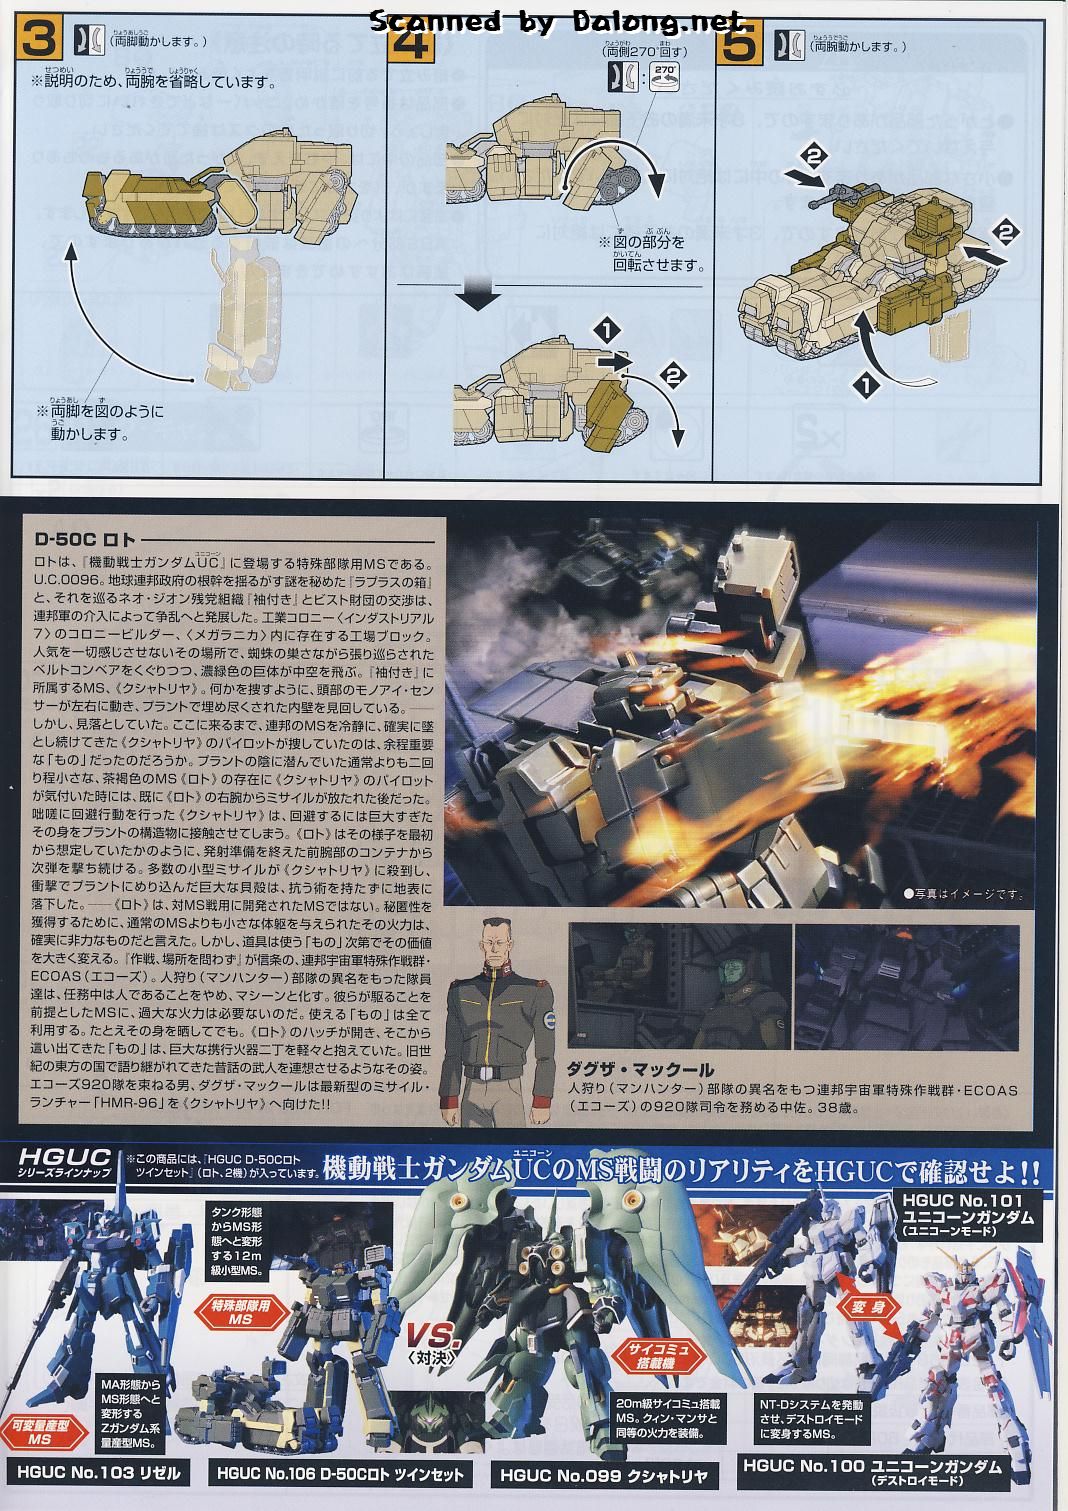 Scanned by Dalong.net
3
(両脚動かします。)
※説明のため、両腕を省略しています。
※両脚を図のように
動かします。
4
(両側270°回す)
270°
※図の部分を
回転させます。
1
2
5
(両腕動かします。)
2
2
1
D-50C ロト
ロトは、『機動戦士ガンダムUC』に登場する特殊部隊用MSである。
U.C.0096。地球連邦政府の根幹を揺るがす謎を秘めた『ラプラスの箱』
と、それを巡るネオ・ジオン残党組織『袖付き』とビスト財団の交渉は、
連邦軍の介入によって争乱へと発展した。工業コロニー〈インダストリアル
7〉のコロニービルダー、〈メガラニカ〉内に存在する工場ブロック。
人気を一切感じさせないその場所で、蜘蛛の巣さながら張り巡らされた
ベルトコンベアをくぐりつつ、濃緑色の巨体が中空を飛ぶ。『袖付き』に
所属するMS、《クシャトリヤ》。何かを捜すように、頭部のモノアイ・セン
サーが左右に動き、プラントで埋め尽くされた内壁を見回している。――
しかし、見落としていた。ここに来るまで、連邦のMSを冷静に、確実に墜
とし続けてきた《クシャトリヤ》のパイロットが捜していたのは、余程重要
な「もの」だったのだろうか。プラントの陰に潜んでいた通常よりも二回
り程小さな、茶褐色のMS《ロト》の存在に《クシャトリヤ》のパイロット
が気付いた時には、既に《ロト》の右腕からミサイルが放たれた後だった。
咄嗟に回避行動を行った《クシャトリヤ》は、回避するには巨大すぎた
その身をプラントの構造物に接触させてしまう。《ロト》はその様子を最初
から想定していたかのように、発射準備を終えた前腕部のコンテナから
次弾を撃ち続ける。多数の小型ミサイルが《クシャトリヤ》に殺到し、
衝撃でプラントにめり込んだ巨大な貝殻は、抗う術を持たずに地表に
落下した。――《ロト》は、対MS戦用に開発されたMSではない。秘匿性を
獲得するために、通常のMSよりも小さな体躯を与えられたその火力は、
確実に非力なものだと言えた。しかし、道具は使う「もの」次第でその価値
を大きく変える。『作戦、場所を問わず』が信条の、連邦宇宙軍特殊作戦群・
ECOAS(エコーズ)。人狩り(マンハンター)部隊の異名をもった隊員
達は、任務中は人であることをやめ、マシーンと化す。彼らが駆ることを
前提としたMSに、過大な火力は必要ないのだ。使える「もの」は全て
利用する。たとえその身を晒してでも。《ロト》のハッチが開き、そこから
這い出てきた「もの」は、巨大な携行火器二丁を軽々と抱えていた。旧世
紀の東方の国で語り継がれてきた昔話の武人を連想させるようなその姿。
エコーズ920隊を束ねる男、ダグザ・マックールは最新型のミサイル・
ランチャー「HMR-96」を《クシャトリヤ》へ向けた!!
●写真はイメージです。
ダグザ・マックール
人狩り(マンハンター)部隊の異名をもつ連邦宇宙軍特殊作戦群・ECOAS
(エコーズ)の920隊司令を務める中佐。38歳。
HGUC
シリーズラインナップ
※この商品には、「HGUC D-50Cロト
ツインセット」(ロト、2機)が入っています。
機動戦士ガンダムUCのMS戦闘のリアリティをHGUCで確認せよ!!
MA形態から
MS形態へと
変形する
Zガンダム系
量産型MS。
可変量産型
MS
HGUC No.103 リゼル
タンク形態
からMS形
態へと変形
する12m
級小型MS。
特殊部隊用
MS
HGUC No.106 D-50Cロト ツインセット
VS.
〈対決〉
サイコミュ
搭載機
20m級サイコミュ搭載
MS。クィン・マンサと
同等の火力を装備。
HGUC No.099 クシャトリヤ
HGUC No.101
ユニコーンガンダム
(ユニコーンモード)
変身
NT-Dシステムを発動
させ、デストロイモード
に変身するMS。
HGUC No.100 ユニコーンガンダム
(デストロイモード)